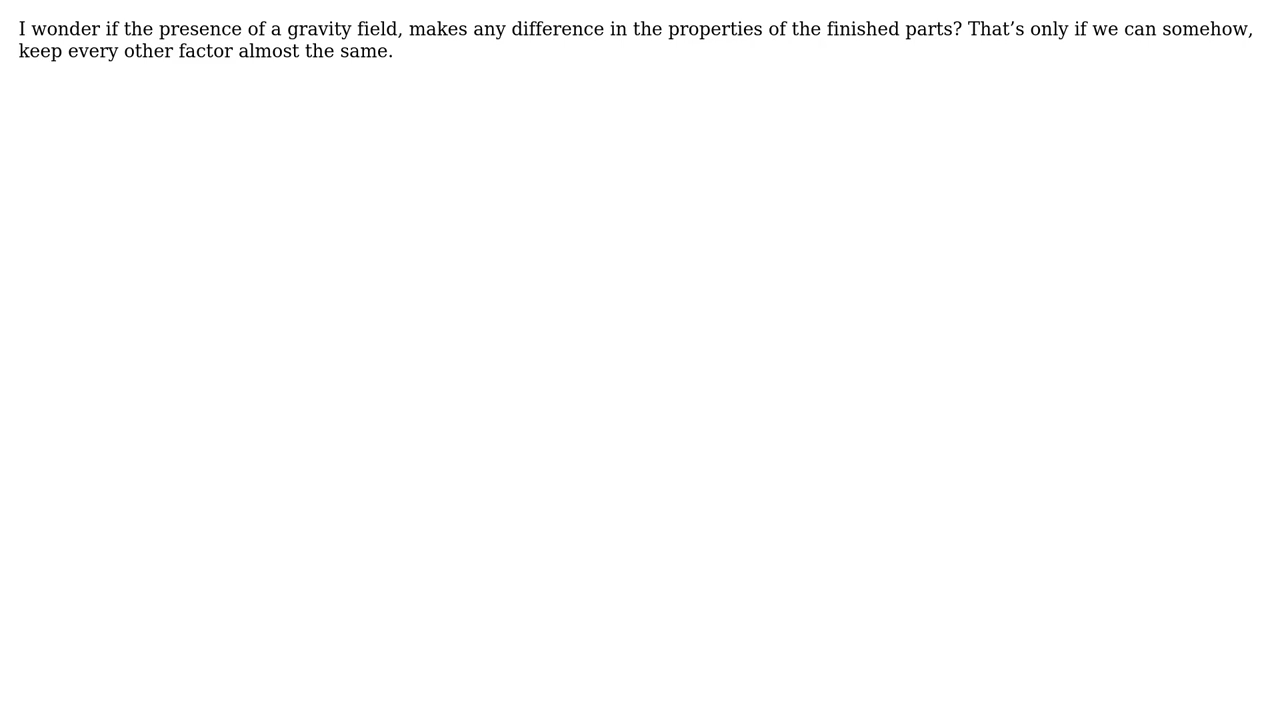 I wonder if the presence of a gravity field, makes any difference in the properties of the finished parts? That’s only if we can somehow,
keep every other factor almost the same.